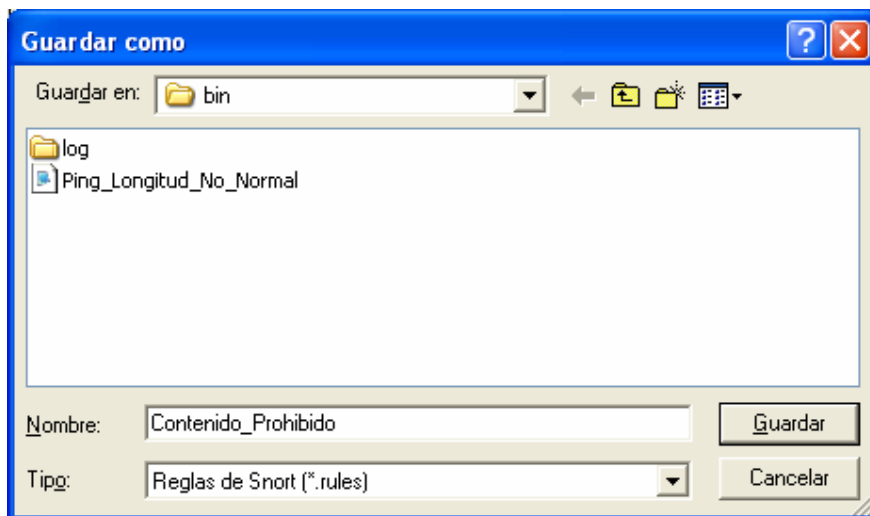 Guardar como
Guardar en: bin
log
Ping_Longitud_No_Normal
Nombre: Contenido_Prohibido Guardar
Tipo: Reglas de Snort (*.rules) Cancelar